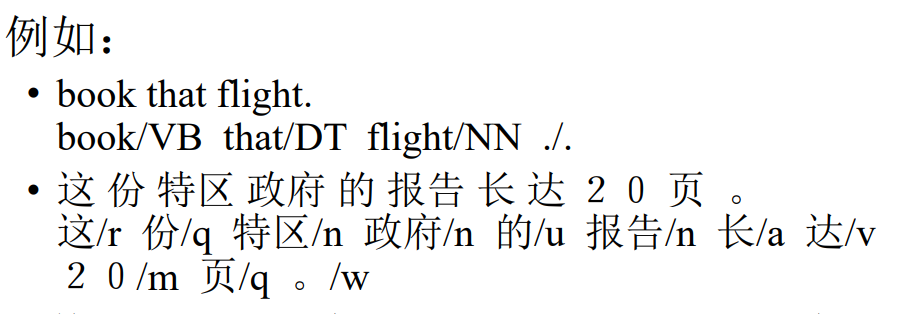 例如：
• book that flight.
book/VB that/DT flight/NN ./.
• 这 份 特区 政府 的 报告 长 达 ２０ 页 。
这/r 份/q 特区/n 政府/n 的/u 报告/n 长/a 达/v
２０/m 页/q 。/w